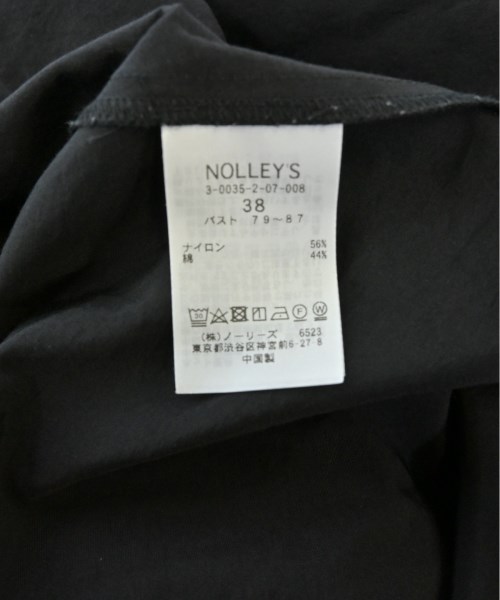 NOLLEY'S
3-0035-2-07-008
38
バスト 79～87
ナイロン 56%
綿 44%
(株)ノーリーズ 6523
東京都渋谷区神宮前6-27 8
中国製